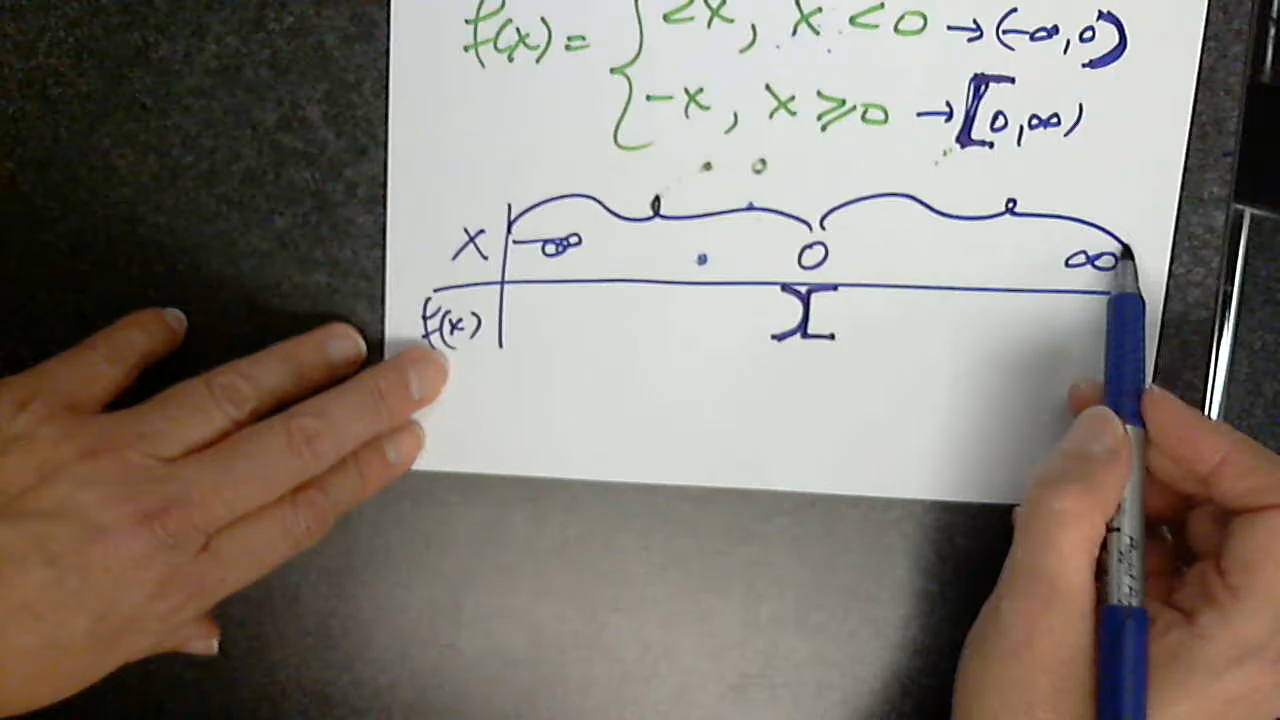 f(x) = { 2x, x < 0 → (-∞, 0)
-x, x ⩾ 0 → [0, ∞)
x -∞ 0 ∞
f(x) )[